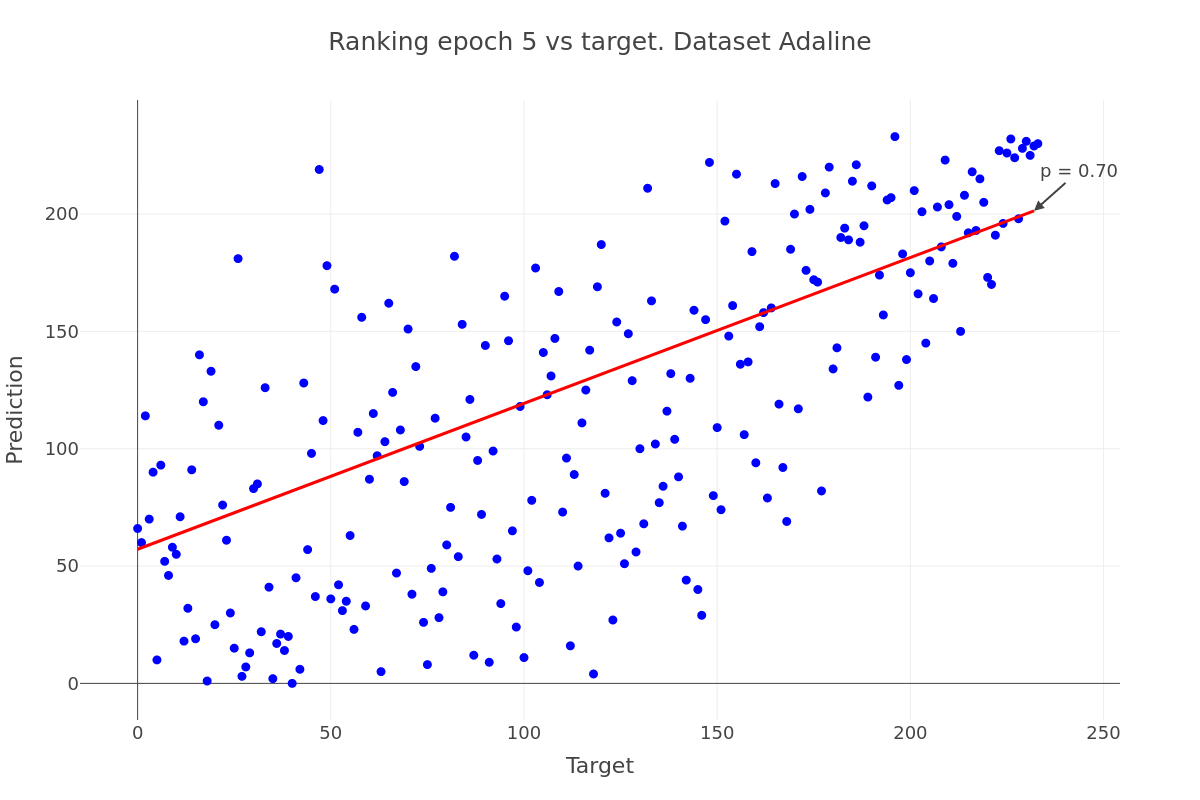 Ranking epoch 5 vs target. Dataset Adaline
p = 0.70
Prediction
200
150
100
50
0
0 50 100 150 200 250
Target